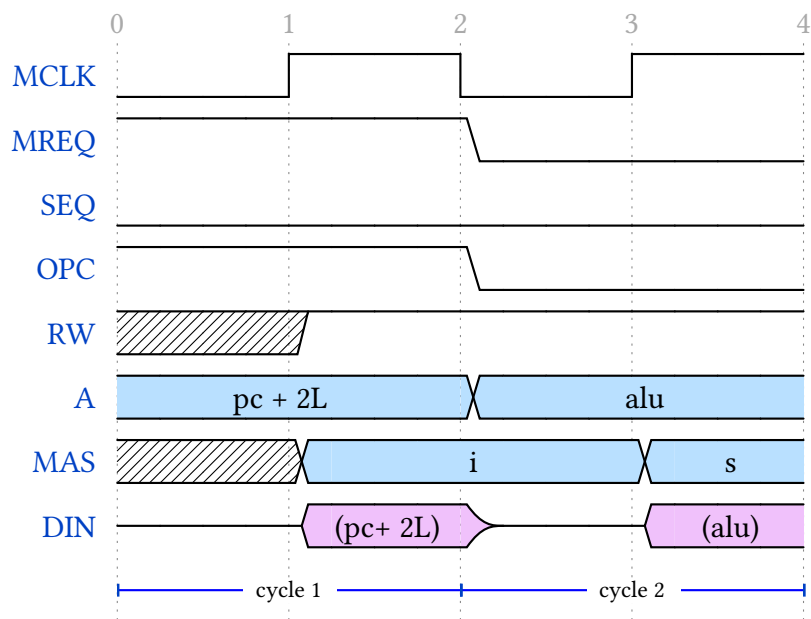 0 1 2 3 4
MCLK
MREQ
SEQ
OPC
RW
A pc + 2L alu
MAS i s
DIN (pc+ 2L) (alu)
cycle 1 cycle 2